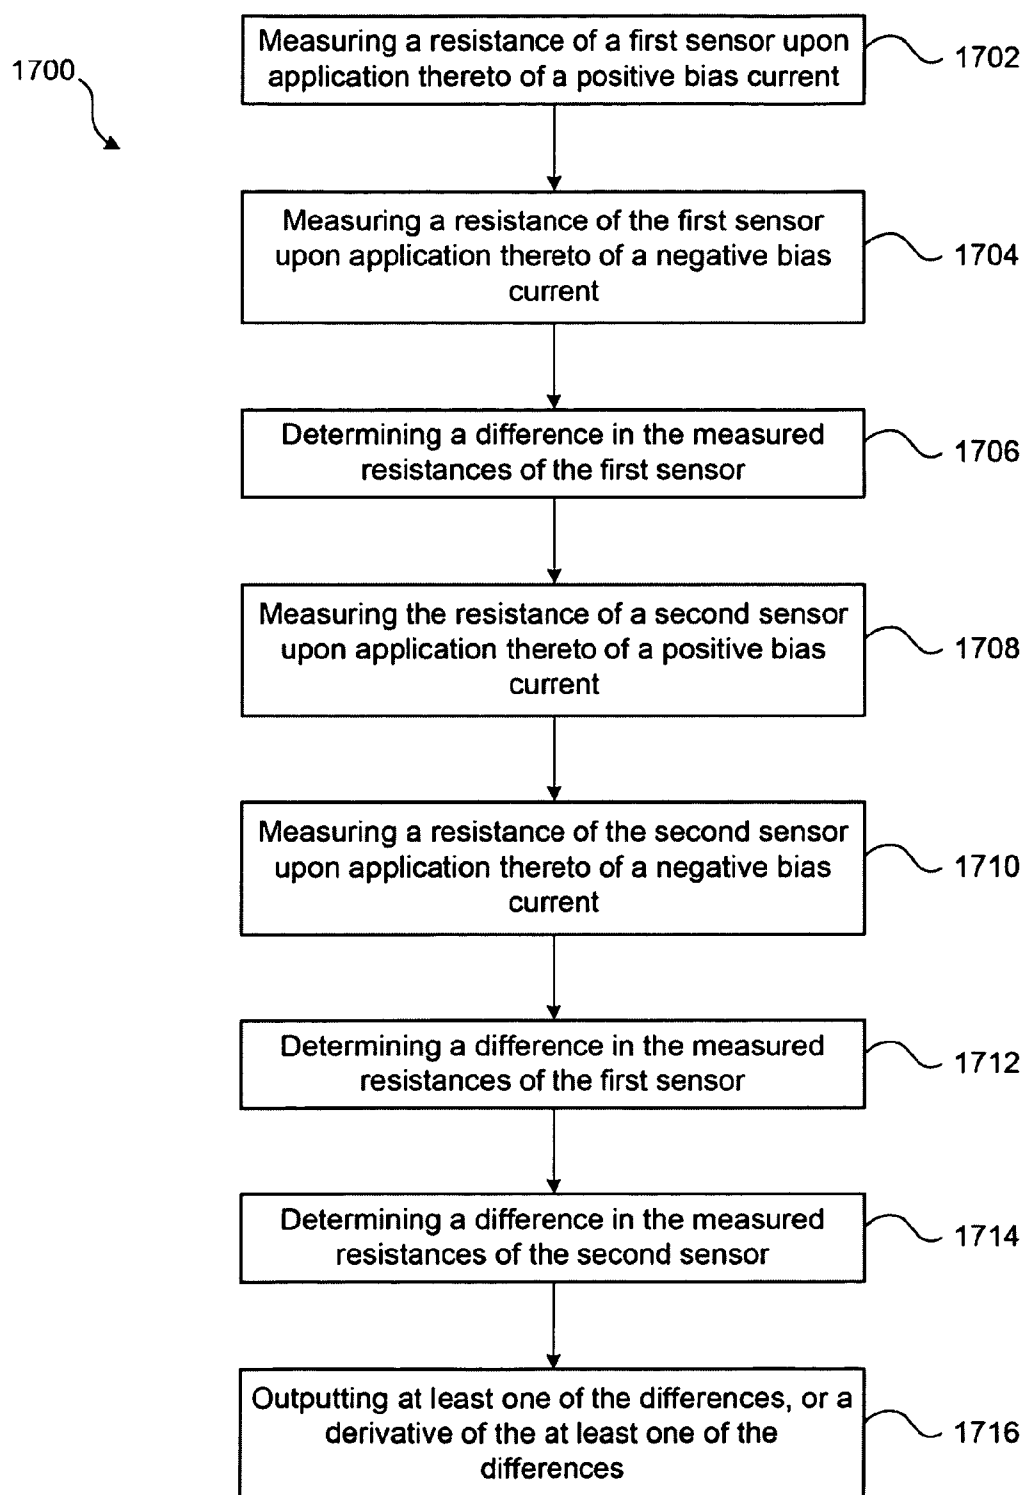 1700
Measuring a resistance of a first sensor upon
application thereto of a positive bias current
1702
Measuring a resistance of the first sensor
upon application thereto of a negative bias
current
1704
Determining a difference in the measured
resistances of the first sensor
1706
Measuring the resistance of a second sensor
upon application thereto of a positive bias
current
1708
Measuring a resistance of the second sensor
upon application thereto of a negative bias
current
1710
Determining a difference in the measured
resistances of the first sensor
1712
Determining a difference in the measured
resistances of the second sensor
1714
Outputting at least one of the differences, or a
derivative of the at least one of the
differences
1716